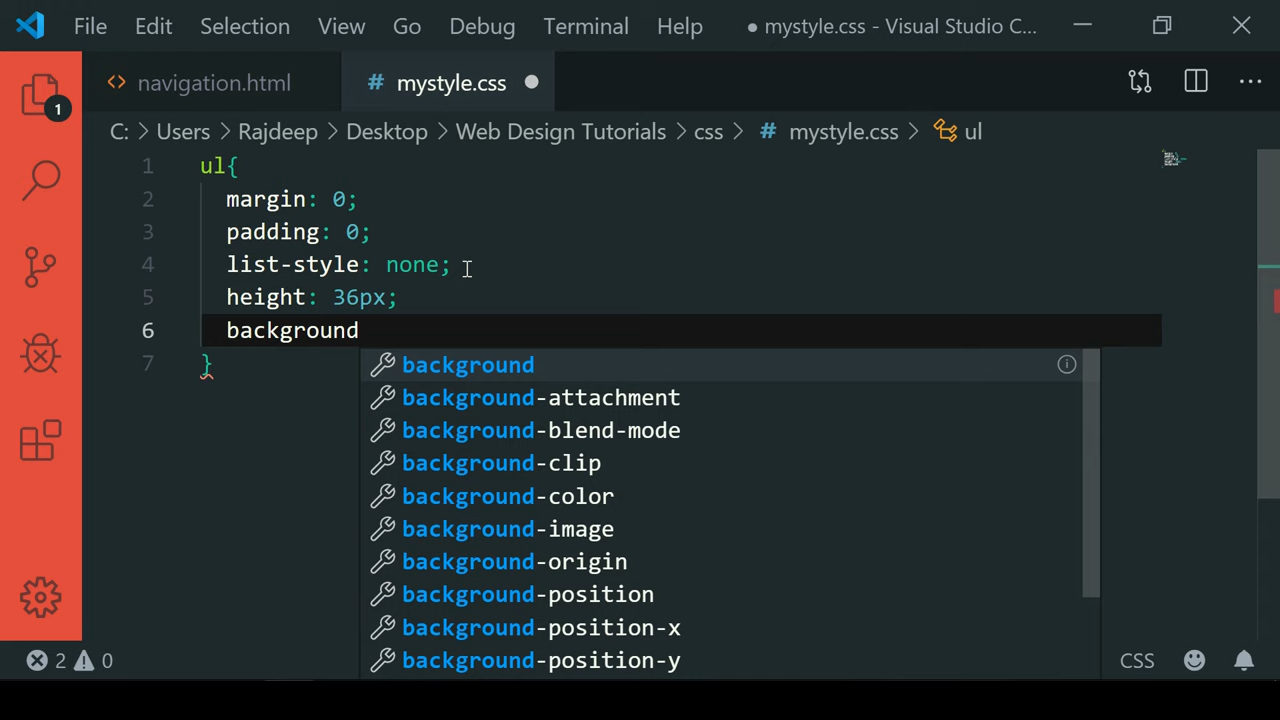 File Edit Selection View Go Debug Terminal Help ● mystyle.css - Visual Studio C...
1
<> navigation.html # mystyle.css ●
C: > Users > Rajdeep > Desktop > Web Design Tutorials > css > # mystyle.css > ul
1 ul{
2 margin: 0;
3 padding: 0;
4 list-style: none;
5 height: 36px;
6 background
7 }
background
background-attachment
background-blend-mode
background-clip
background-color
background-image
background-origin
background-position
background-position-x
background-position-y
2 0 CSS